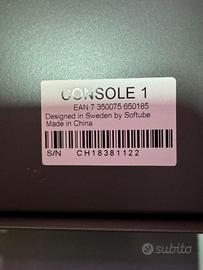 CONSOLE 1
EAN 7 350075 650185
Designed in Sweden by Softube
Made in China
S/N CH18381122
subito